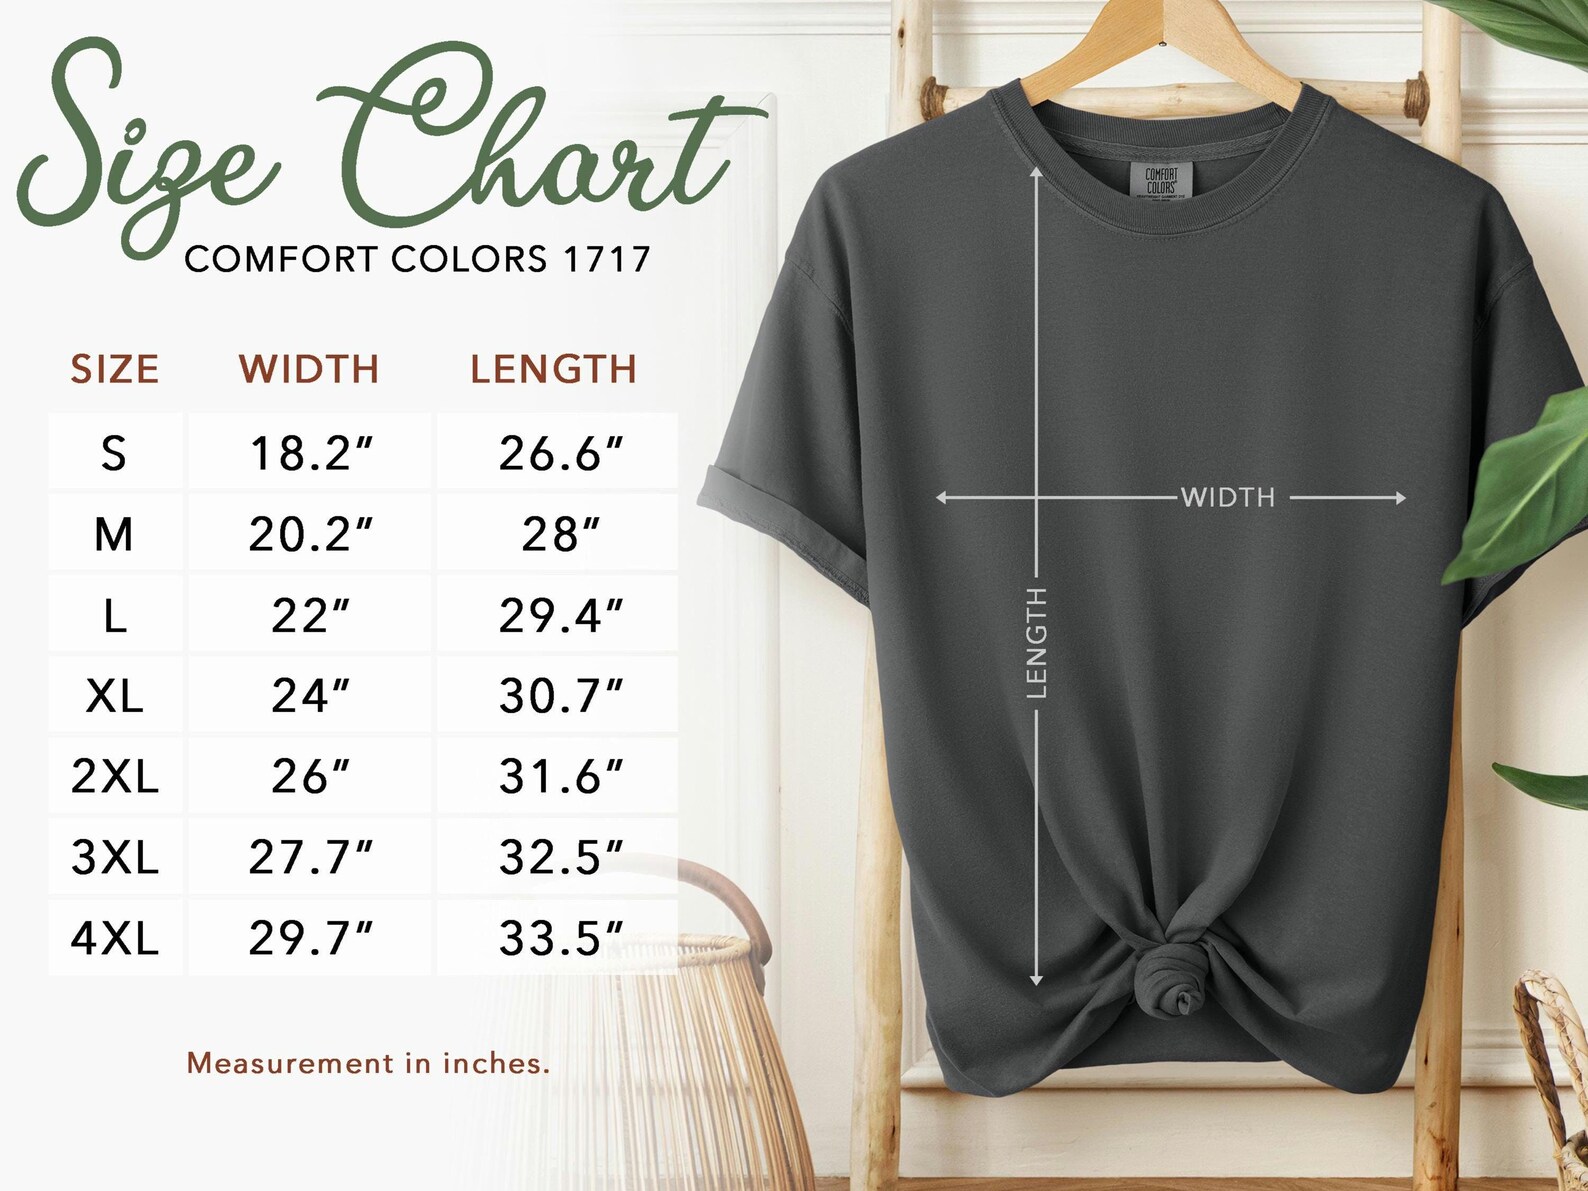 Size Chart
COMFORT COLORS 1717
SIZE WIDTH LENGTH
S 18.2” 26.6”
M 20.2” 28”
L 22” 29.4”
XL 24” 30.7”
2XL 26” 31.6”
3XL 27.7” 32.5”
4XL 29.7” 33.5”
Measurement in inches.
COMFORT
COLORS
WIDTH
LENGTH